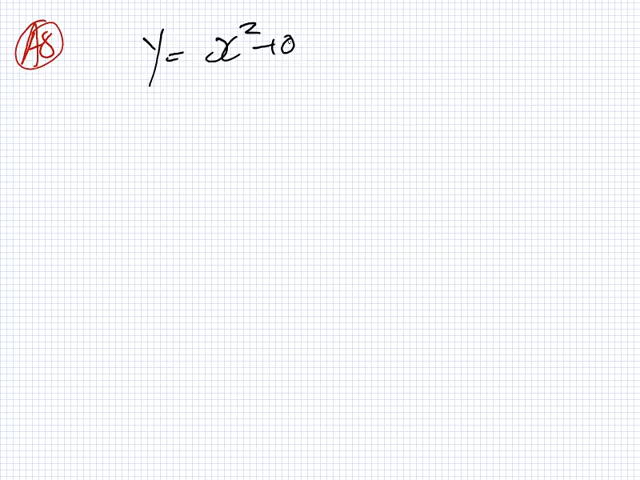 A8
y = x² + 0